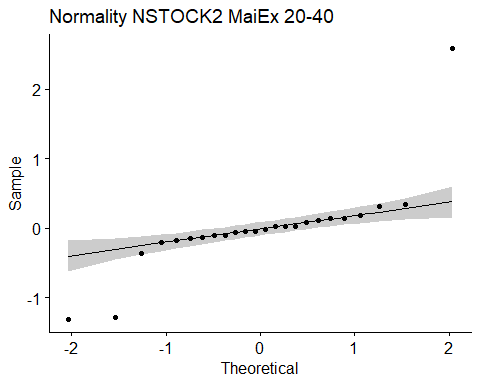 Normality NSTOCK2 MaiEx 20-40
2
1
0
-1
Sample
-2 -1 0 1 2
Theoretical